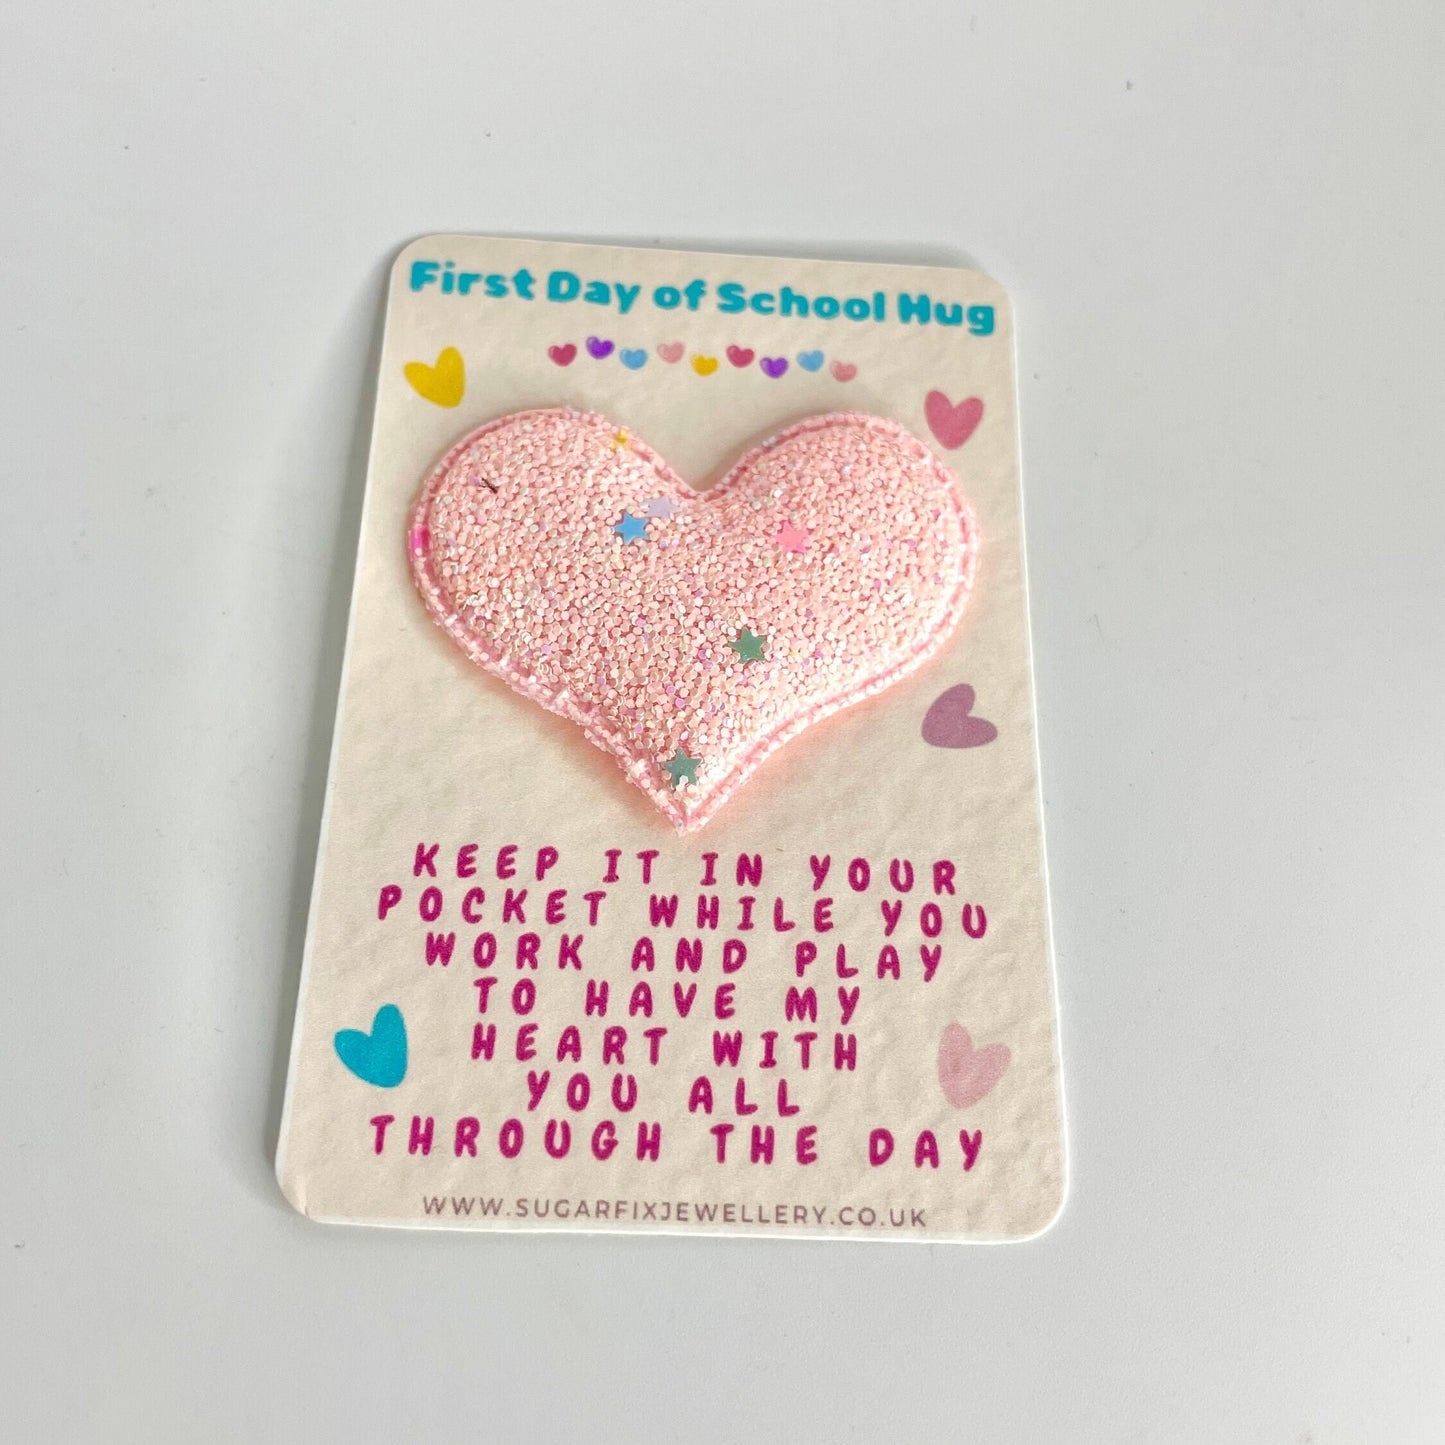 First Day of School Hug
KEEP IT IN YOUR
POCKET WHILE YOU
WORK AND PLAY
TO HAVE MY
HEART WITH
YOU ALL
THROUGH THE DAY
WWW.SUGARFIXJEWELLERY.CO.UK